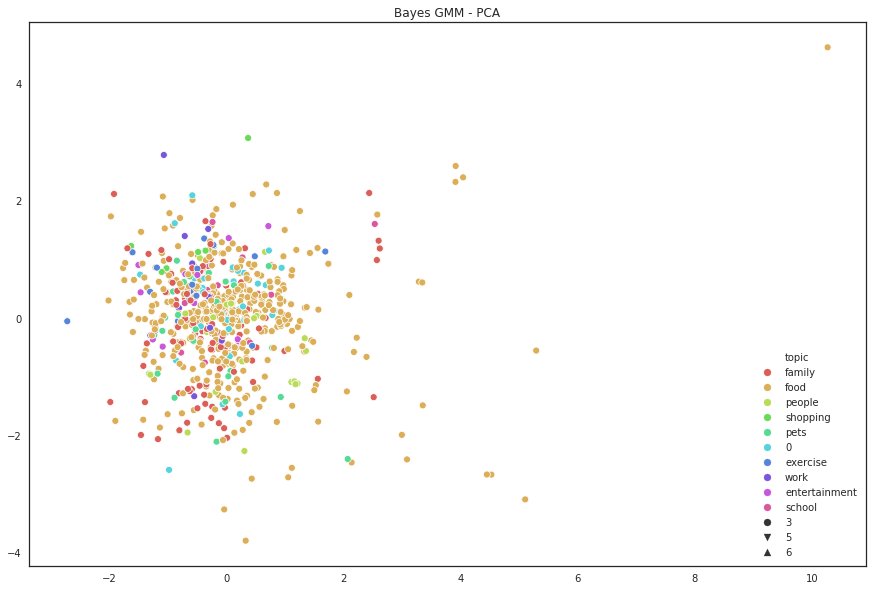 Bayes GMM - PCA
4
2
0
−2
−4
−2
0
2
4
6
8
10
topic
family
food
people
shopping
pets
0
exercise
work
entertainment
school
3
5
6